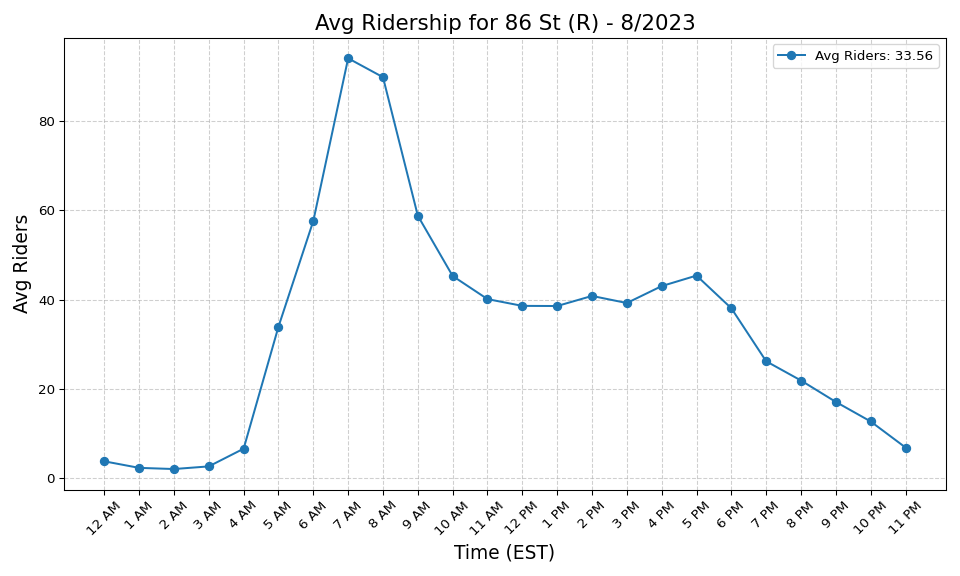 Avg Ridership for 86 St (R) - 8/2023
Avg Riders: 33.56
Avg Riders
80
60
40
20
0
12 AM 1 AM 2 AM 3 AM 4 AM 5 AM 6 AM 7 AM 8 AM 9 AM 10 AM 11 AM 12 PM 1 PM 2 PM 3 PM 4 PM 5 PM 6 PM 7 PM 8 PM 9 PM 10 PM 11 PM
Time (EST)